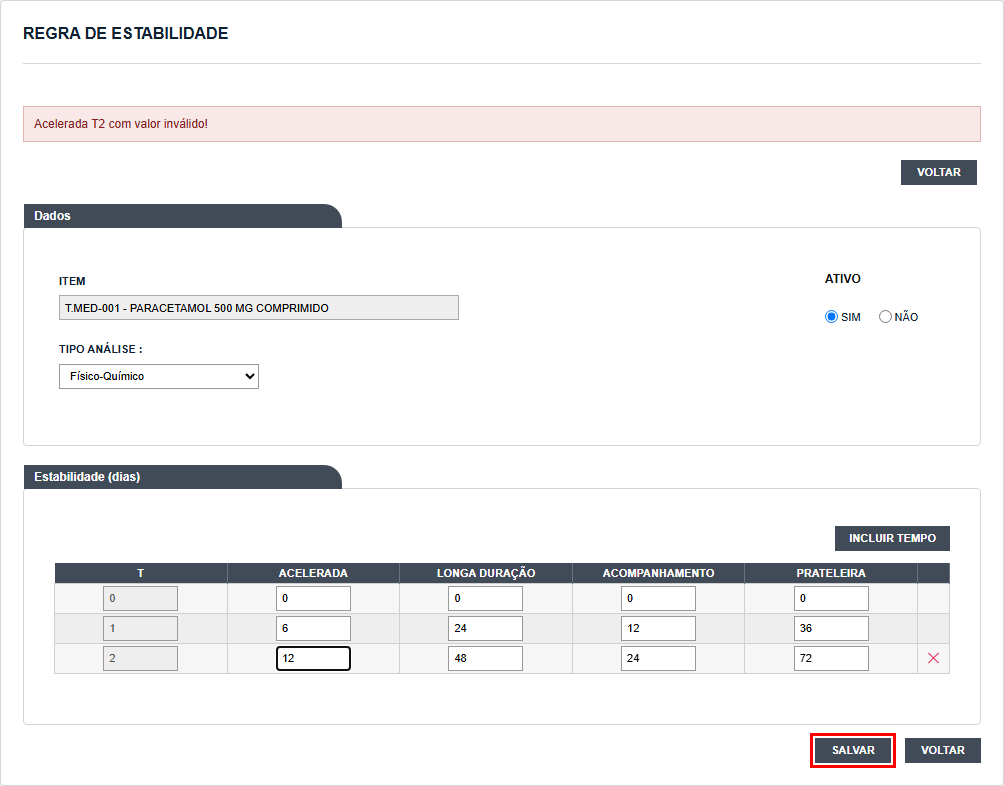 REGRA DE ESTABILIDADE
Acelerada T2 com valor inválido!
VOLTAR
Dados
ITEM
ATIVO
T.MED-001 - PARACETAMOL 500 MG COMPRIMIDO
SIM NÃO
TIPO ANÁLISE :
Físico-Químico
Estabilidade (dias)
INCLUIR TEMPO
T ACELERADA LONGA DURAÇÃO ACOMPANHAMENTO PRATELEIRA
0 0 0 0 0
1 6 24 12 36
2 12 48 24 72
SALVAR VOLTAR